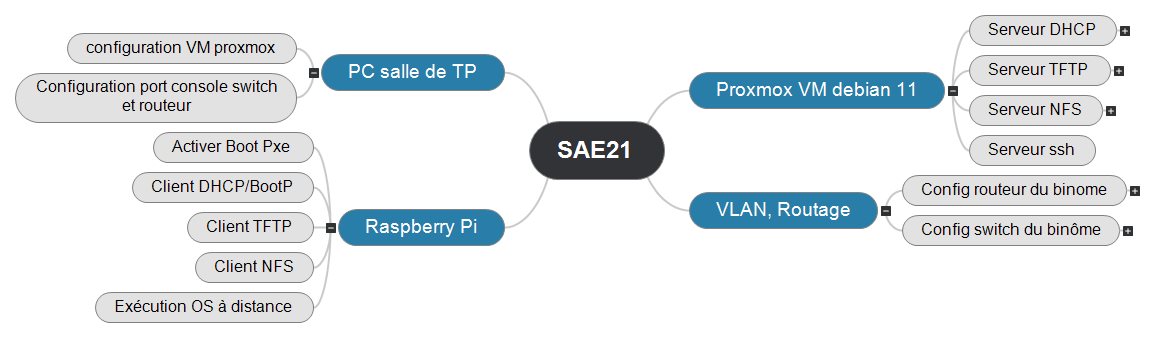 SAE21
PC salle de TP
configuration VM proxmox
Configuration port console switch
et routeur
Raspberry Pi
Activer Boot Pxe
Client DHCP/BootP
Client TFTP
Client NFS
Exécution OS à distance
Proxmox VM debian 11
Serveur DHCP
Serveur TFTP
Serveur NFS
Serveur ssh
VLAN, Routage
Config routeur du binome
Config switch du binôme